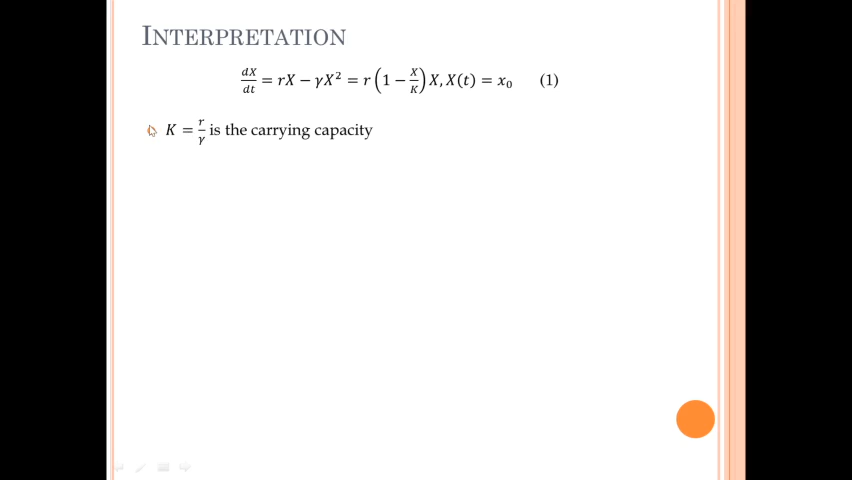 INTERPRETATION
dX/dt = rX − γX² = r(1 − X/K)X, X(t) = x₀ (1)
K = r/γ is the carrying capacity